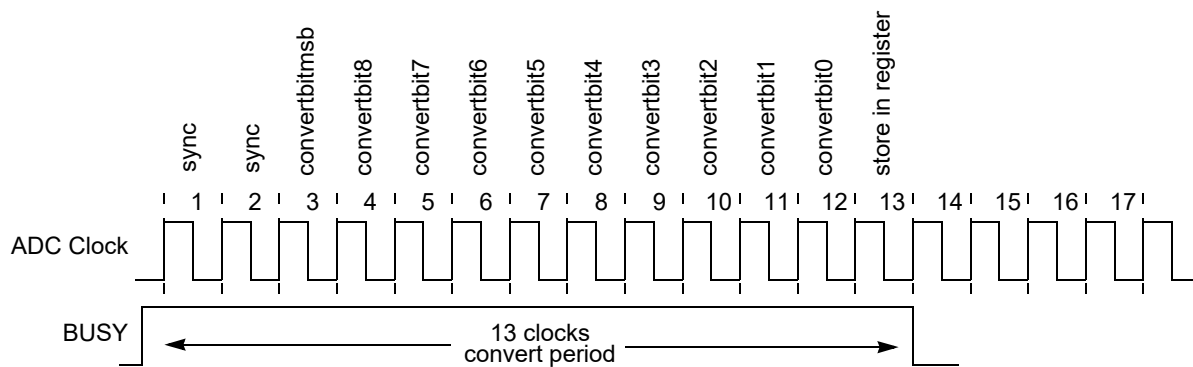 sync
sync
convertbitmsb
convertbit8
convertbit7
convertbit6
convertbit5
convertbit4
convertbit3
convertbit2
convertbit1
convertbit0
store in register
1 2 3 4 5 6 7 8 9 10 11 12 13 14 15 16 17
ADC Clock
BUSY
13 clocks
convert period